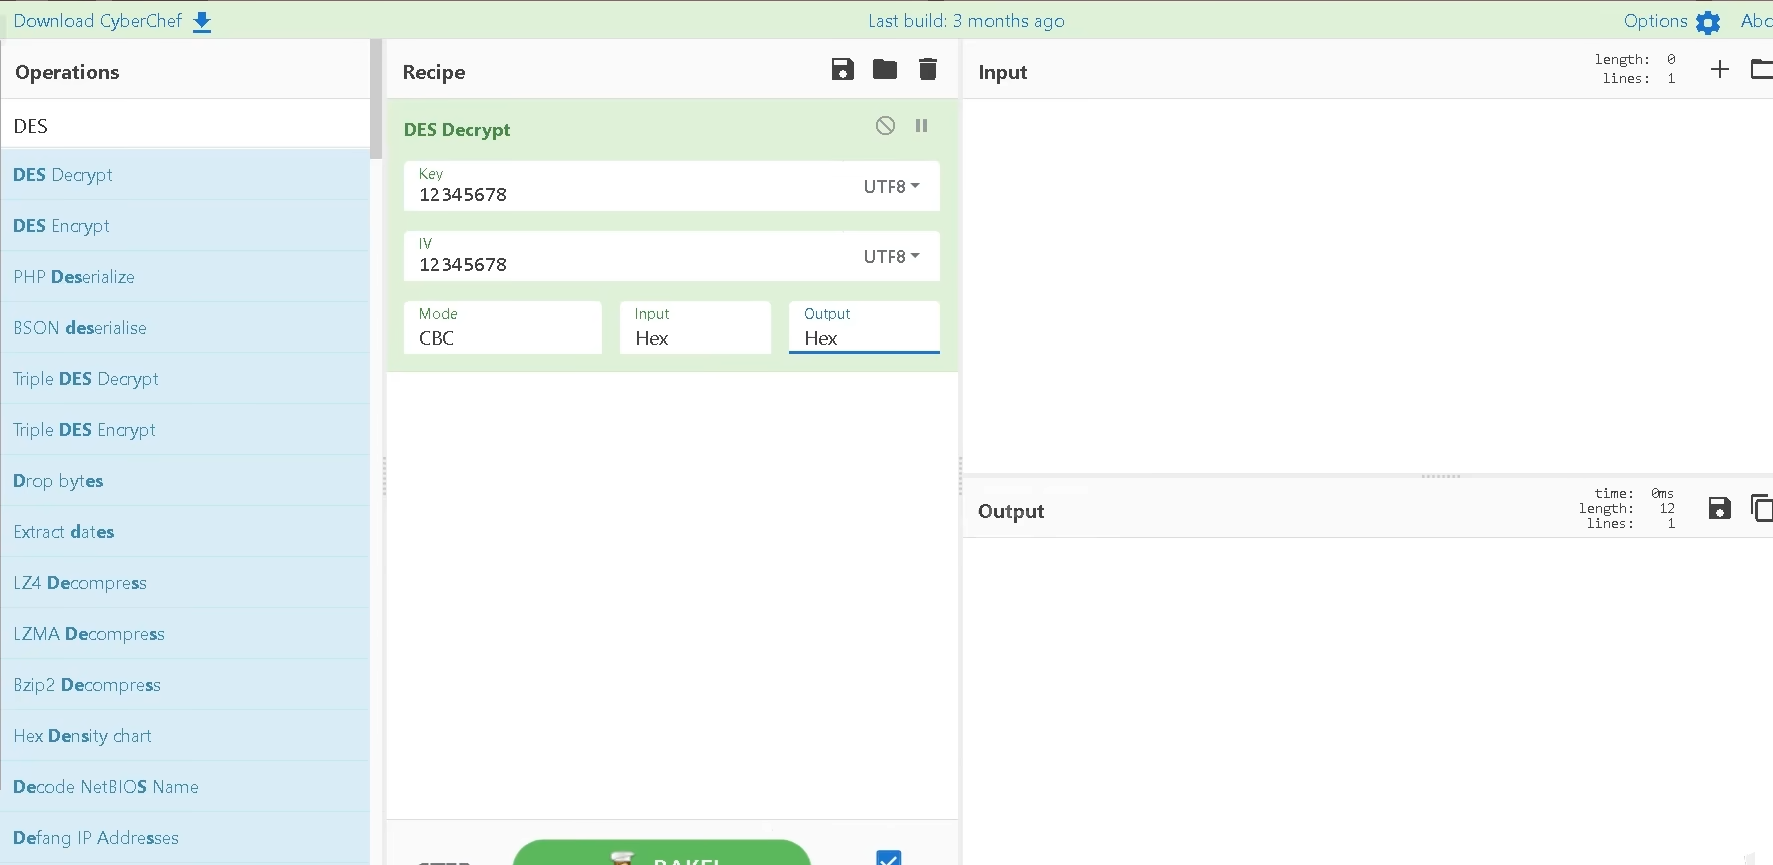 Download CyberChef
Last build: 3 months ago
Options
Operations
DES
DES Decrypt
DES Encrypt
PHP Deserialize
BSON deserialise
Triple DES Decrypt
Triple DES Encrypt
Drop bytes
Extract dates
LZ4 Decompress
LZMA Decompress
Bzip2 Decompress
Hex Density chart
Decode NetBIOS Name
Defang IP Addresses
Recipe
DES Decrypt
Key
12345678
UTF8
IV
12345678
UTF8
Mode
CBC
Input
Hex
Output
Hex
STEP
BAKE!
Input
length: 0
lines: 1
Output
time: 0ms
length: 12
lines: 1